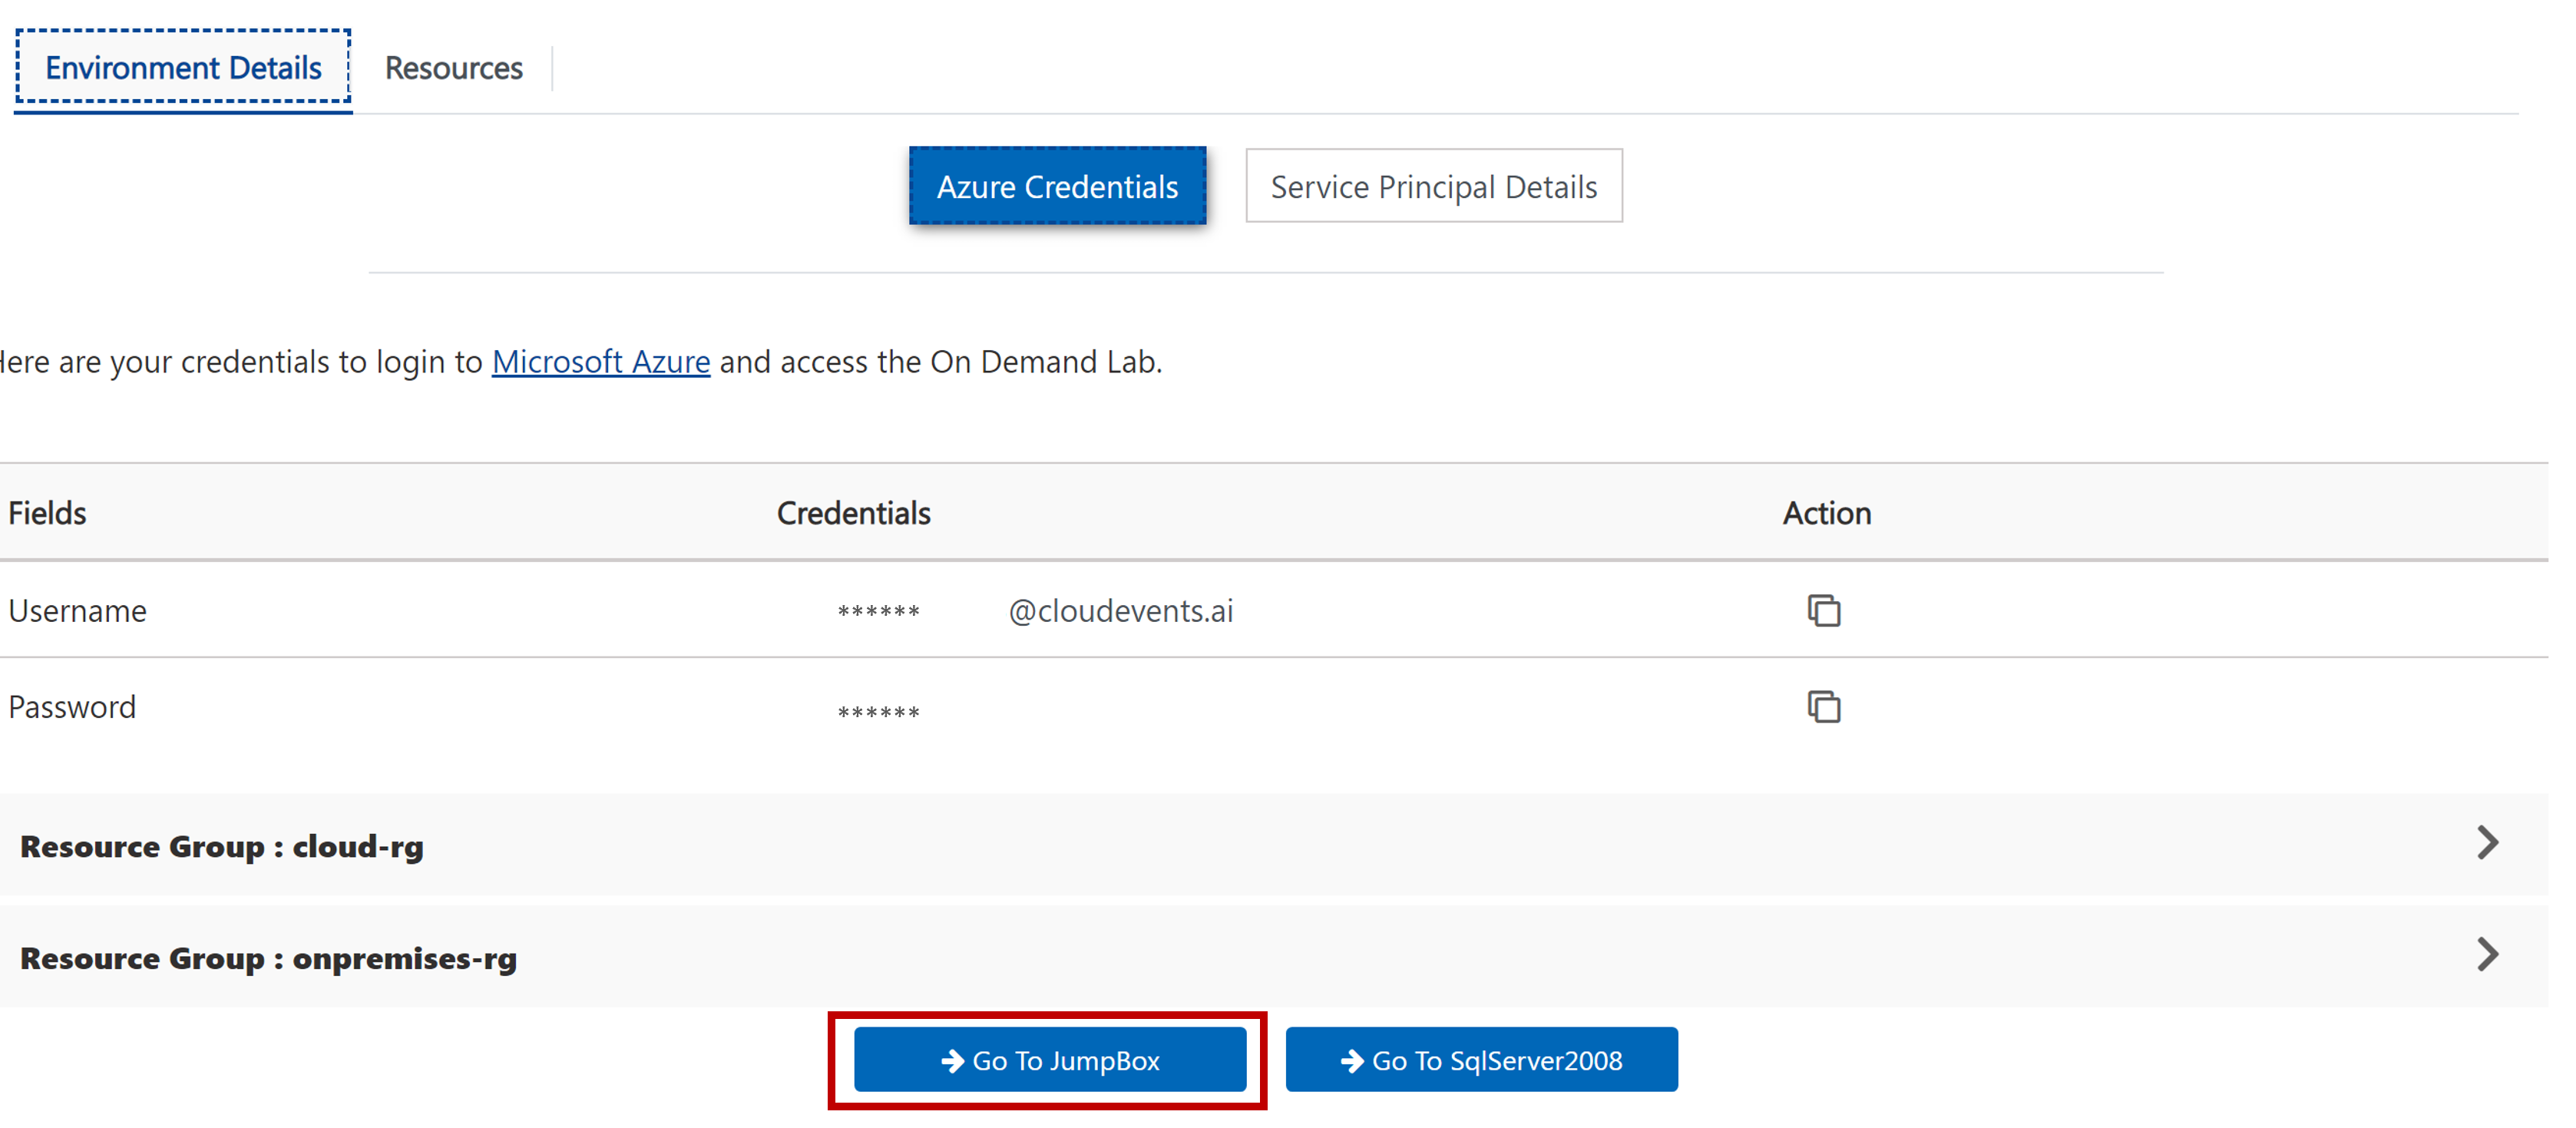 Environment Details Resources
Azure Credentials Service Principal Details
Here are your credentials to login to Microsoft Azure and access the On Demand Lab.
Fields Credentials Action
Username ****** @cloudevents.ai
Password ******
Resource Group : cloud-rg
Resource Group : onpremises-rg
Go To JumpBox Go To SqlServer2008